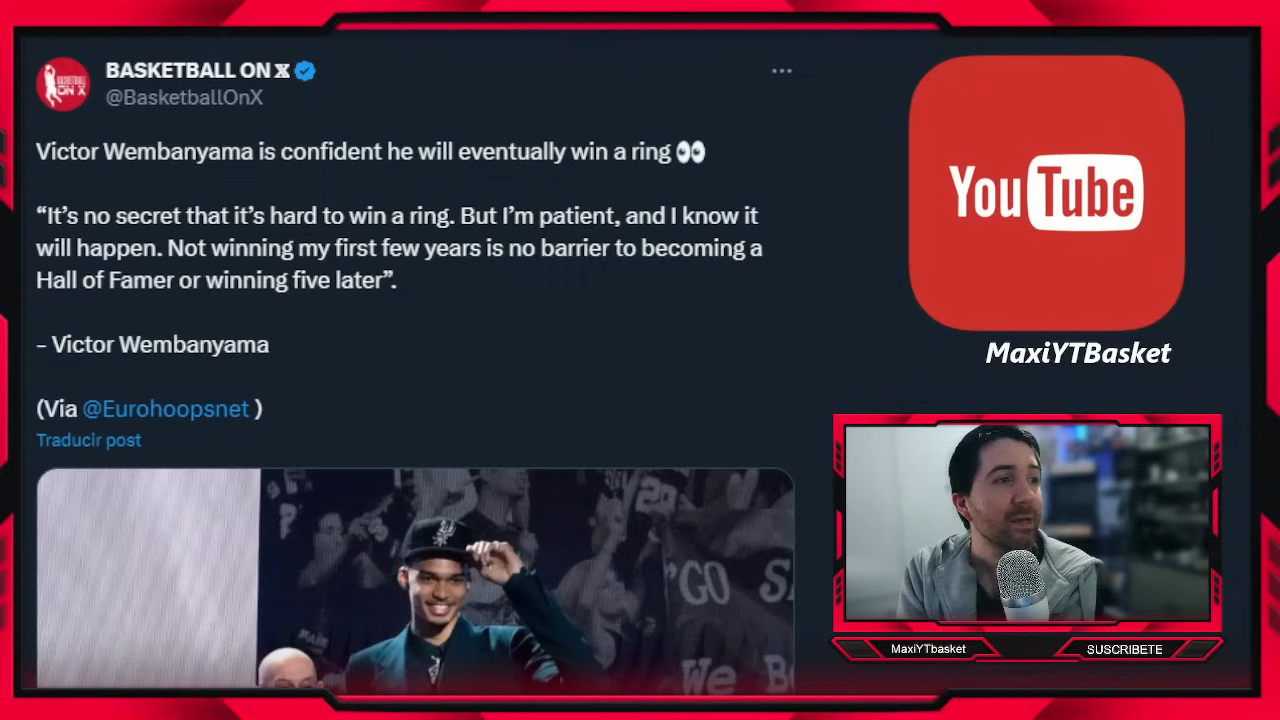 BASKETBALL ON X
@BasketballOnX
Victor Wembanyama is confident he will eventually win a ring 👀
“It’s no secret that it’s hard to win a ring. But I’m patient, and I know it
will happen. Not winning my first few years is no barrier to becoming a
Hall of Famer or winning five later”.
– Victor Wembanyama
(Via @Eurohoopsnet )
Traducir post
'GO
We
YouTube
MaxiYTBasket
MaxiYTbasket
SUSCRIBETE